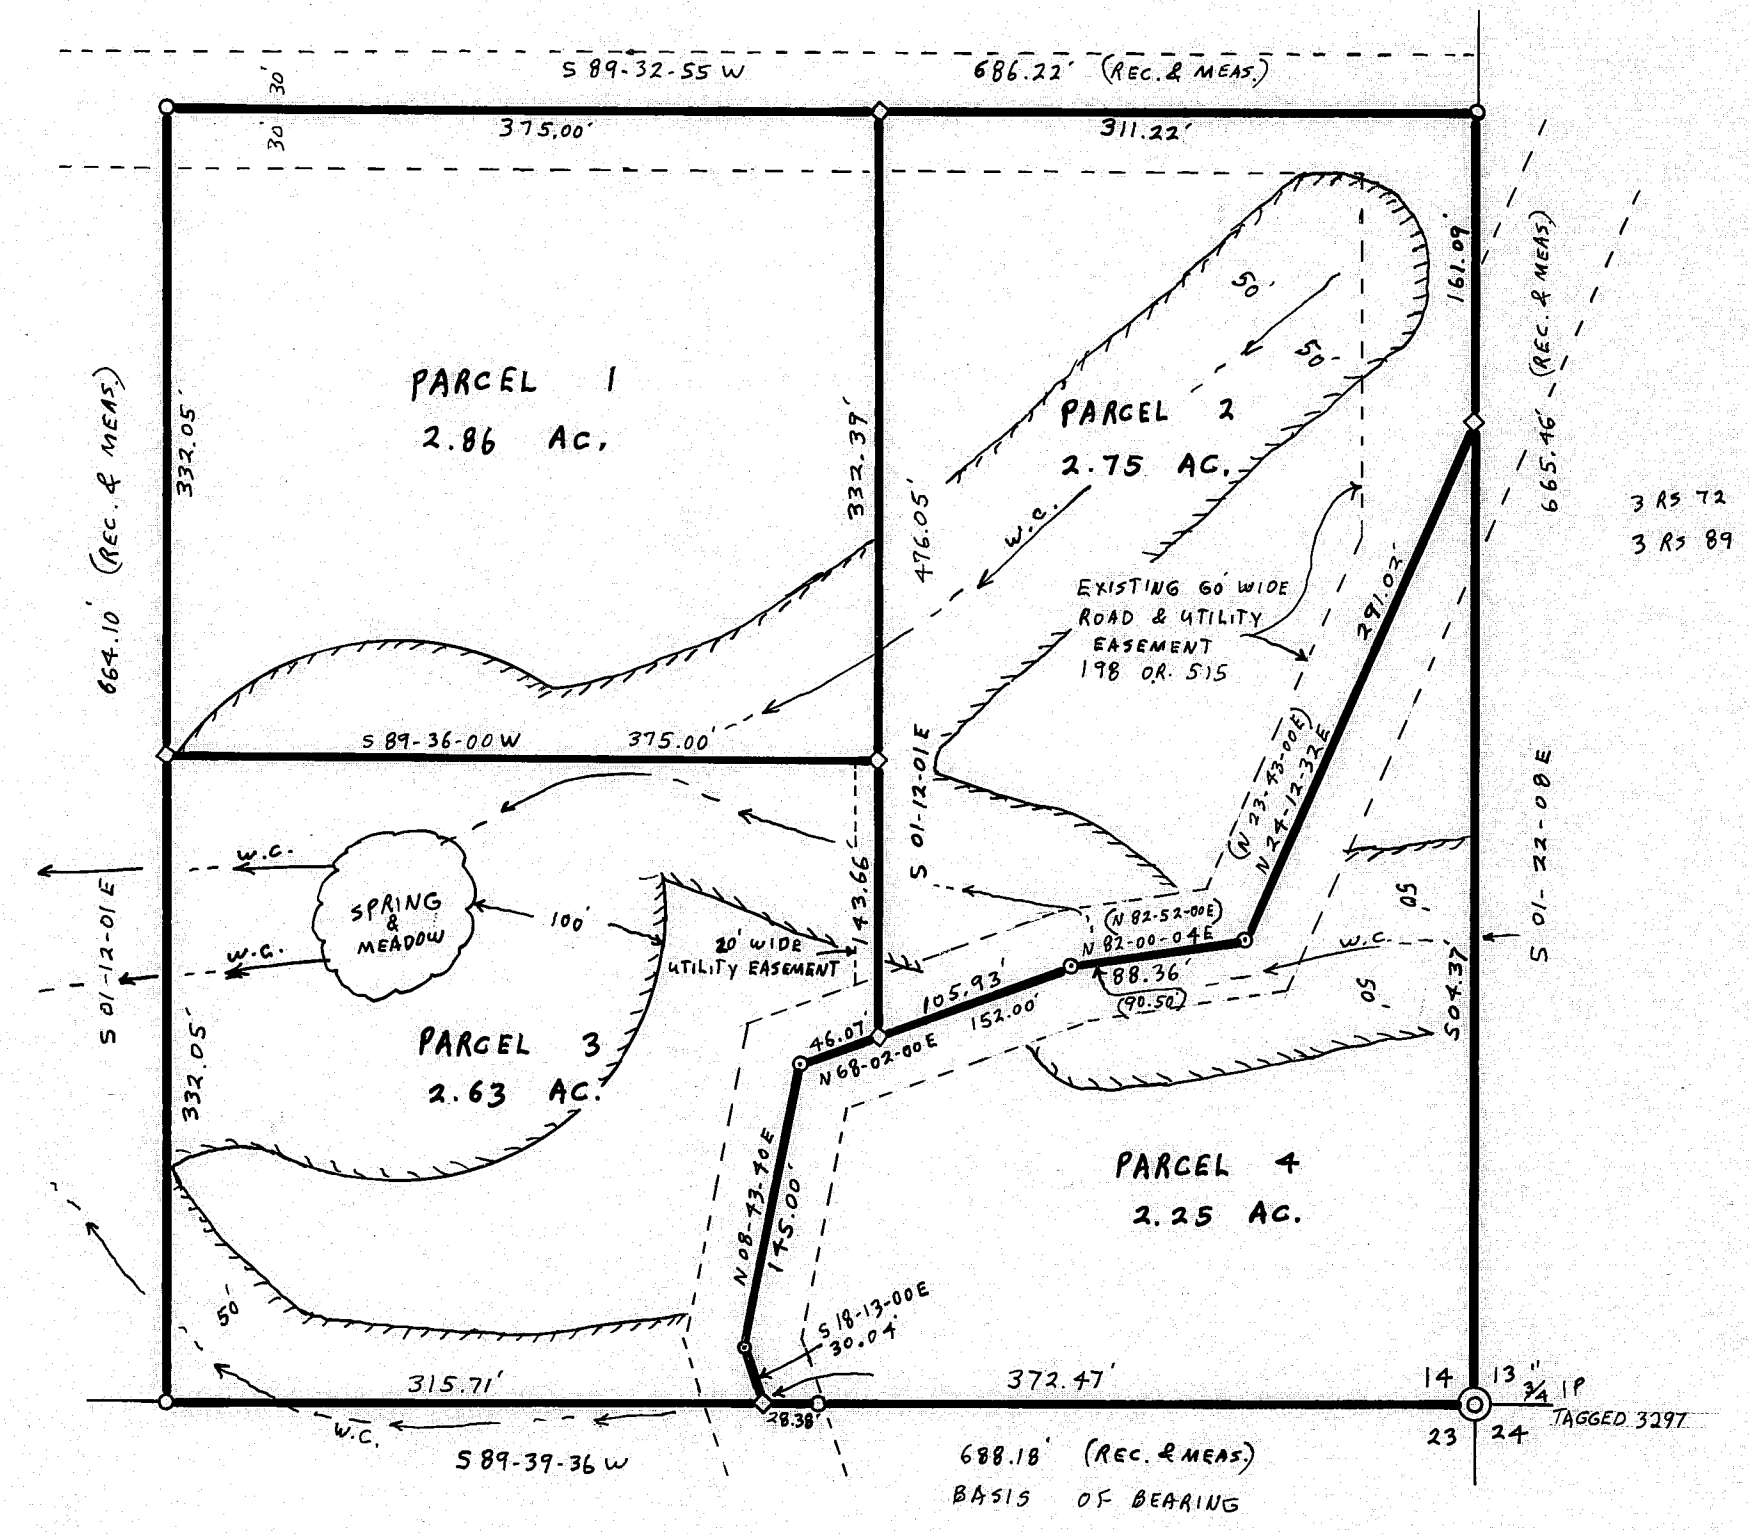 S 89-32-55 W 686.22' (REC. & MEAS.)
30'
30'
375.00' 311.22'
161.09'
(REC. & MEAS.)
665.46'
S 01-22-08 E
3 RS 72
3 RS 89
PARCEL 1
2.86 AC.
664.10' (REC. & MEAS.)
332.05'
332.39'
476.05'
S 01-12-01 E
50'
50'
PARCEL 2
2.75 AC.
W.C.
EXISTING 60' WIDE
ROAD & UTILITY
EASEMENT
198 O.R. 515
291.02'
(N 23-43-00 E)
N 24-12-32 E
S 89-36-00 W 375.00'
143.66'
W.C.
SPRING
&
MEADOW
100'
W.C.
20' WIDE
UTILITY EASEMENT
S 01-12-01 E
332.05'
(N 82-52-00 E)
N 82-00-04 E
88.36'
(90.50')
105.93'
152.00'
46.07'
N 68-02-00 E
50'
W.C.
50'
504.37
PARCEL 3
2.63 AC.
PARCEL 4
2.25 AC.
N 08-43-40 E
145.00'
S 18-13-00 E
30.04'
50'
315.71' 372.47'
28.38'
W.C.
14 13
23 24
3/4" IP
TAGGED 3297
S 89-39-36 W 688.18' (REC. & MEAS.)
BASIS OF BEARING